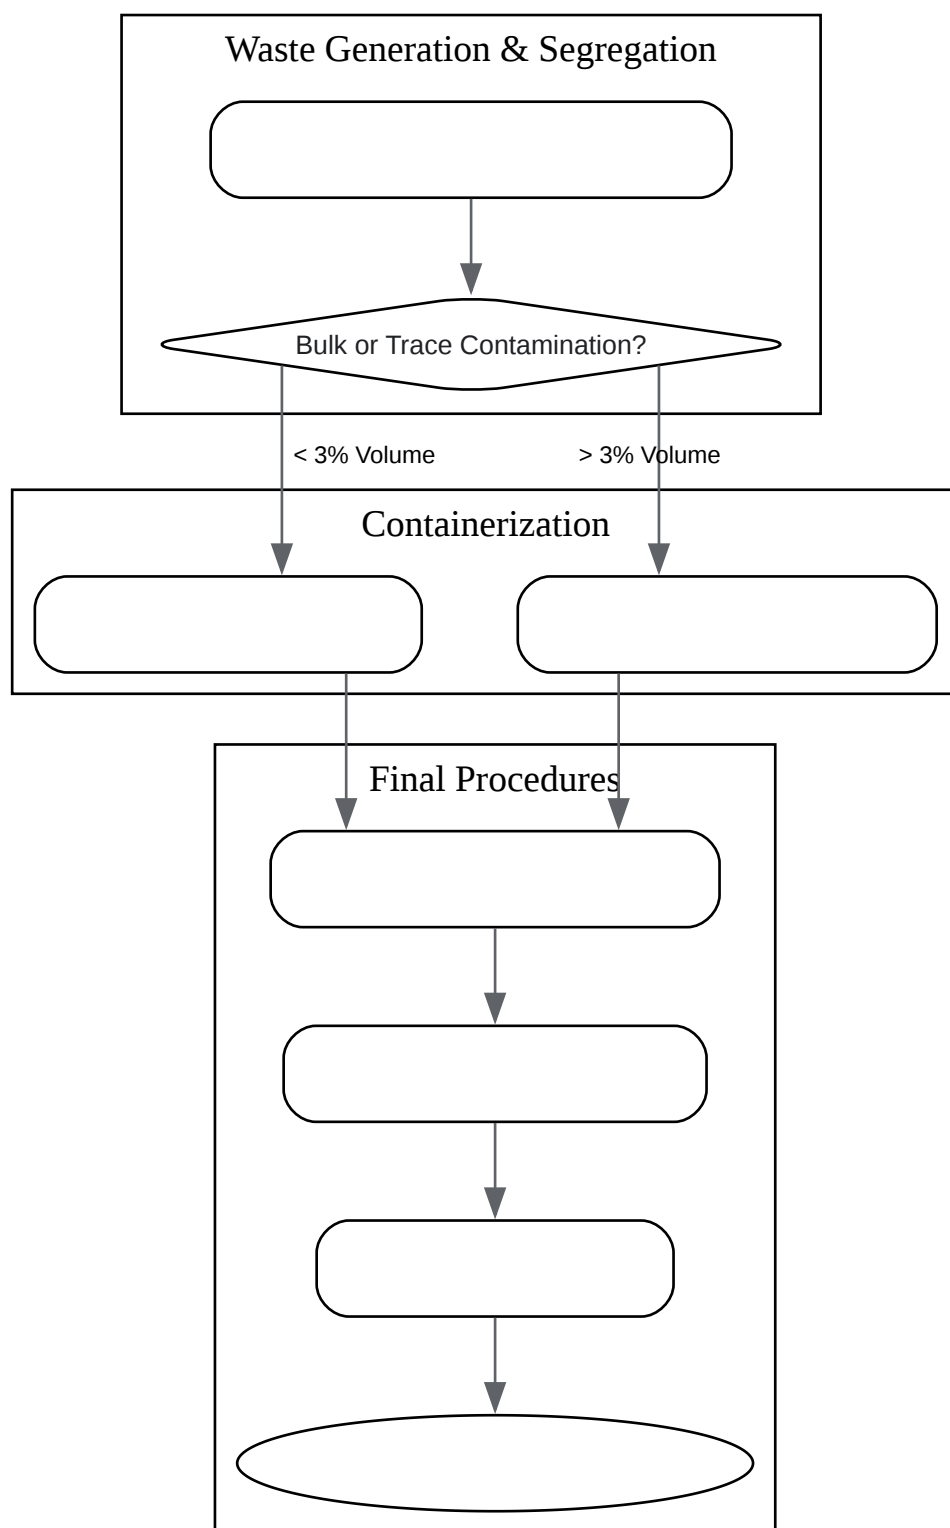 Waste Generation & Segregation
Bulk or Trace Contamination?
< 3% Volume
> 3% Volume
Containerization
Final Procedures